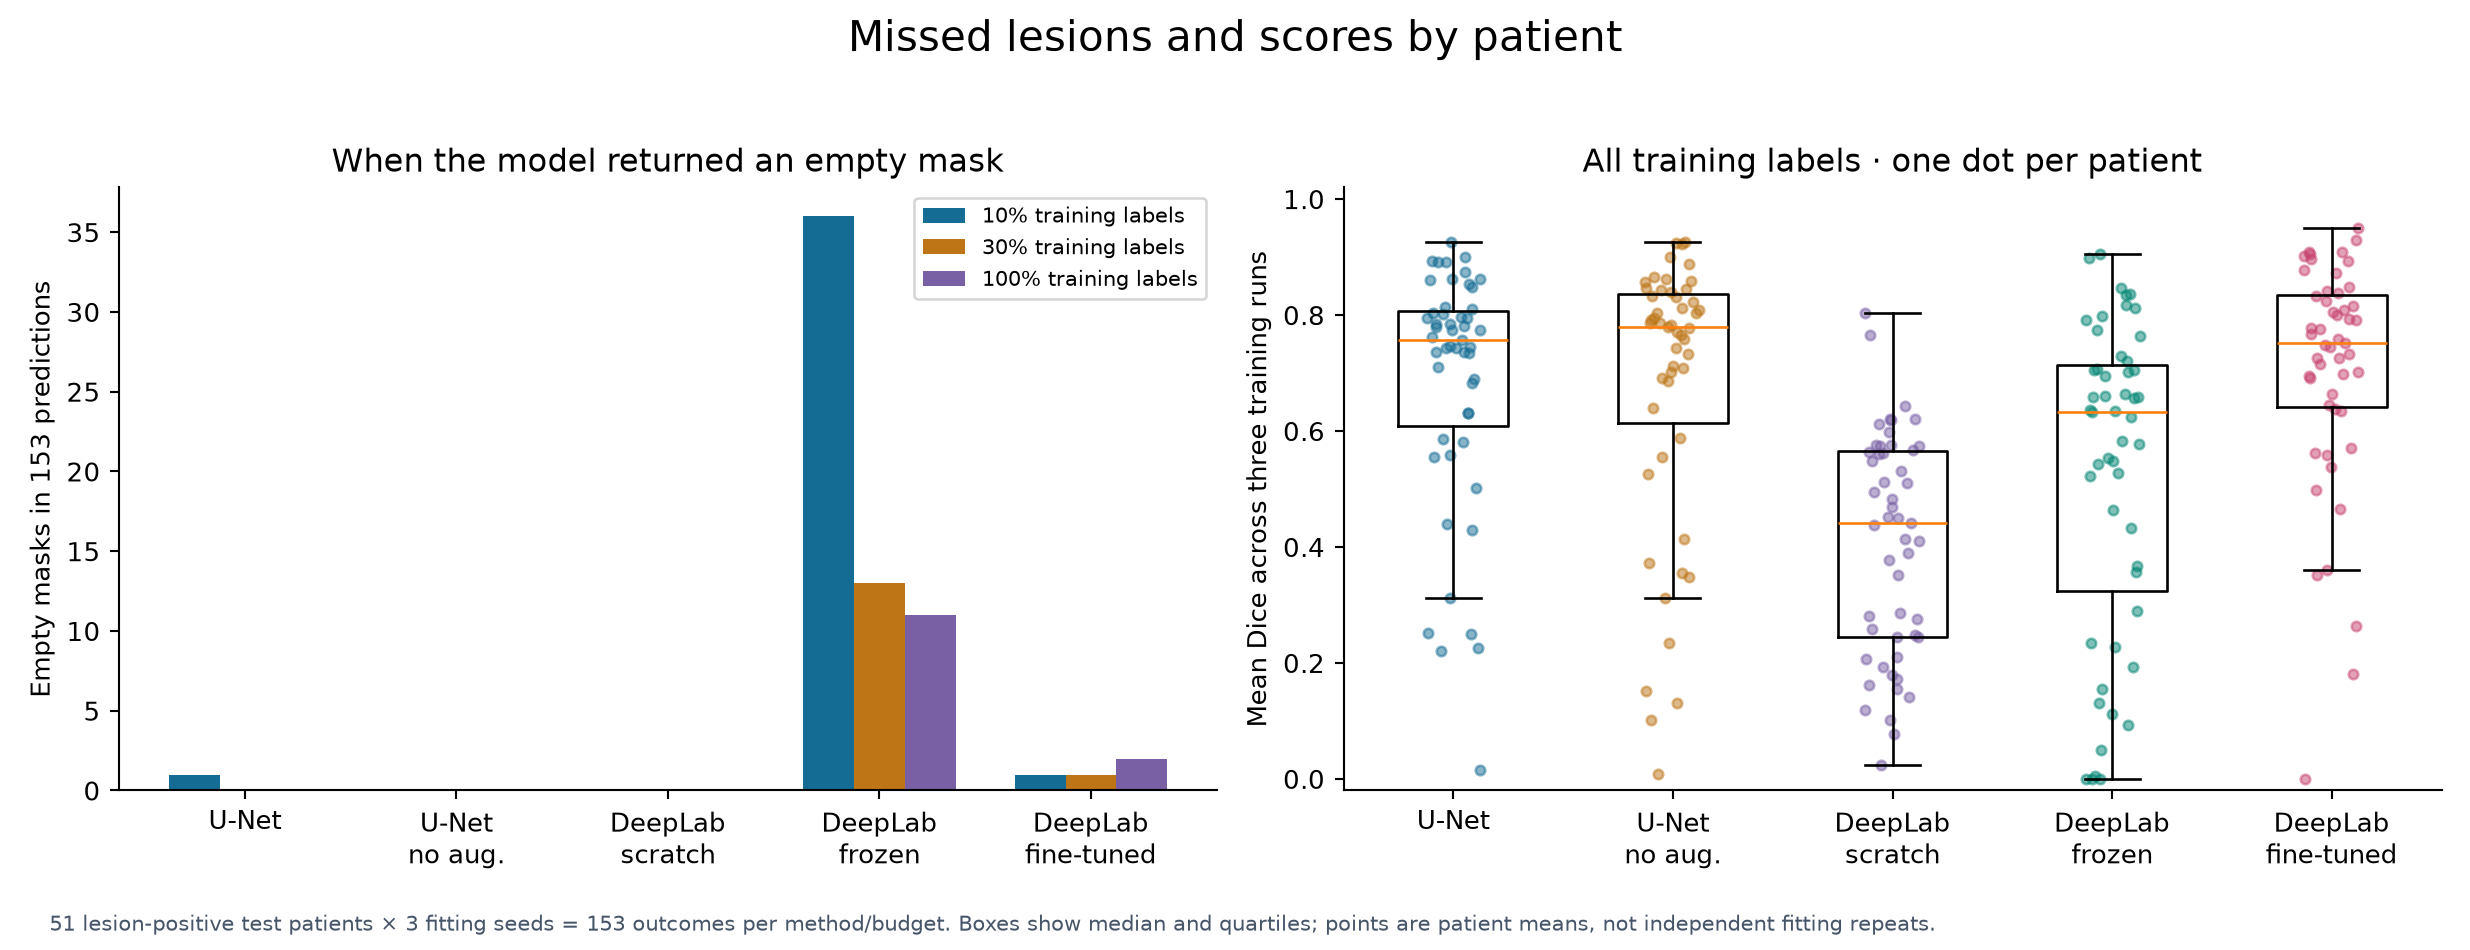 Missed lesions and scores by patient
When the model returned an empty mask
Empty masks in 153 predictions
35
30
25
20
15
10
5
0
10% training labels
30% training labels
100% training labels
U-Net
U-Net
no aug.
DeepLab
scratch
DeepLab
frozen
DeepLab
fine-tuned
All training labels · one dot per patient
Mean Dice across three training runs
1.0
0.8
0.6
0.4
0.2
0.0
U-Net
U-Net
no aug.
DeepLab
scratch
DeepLab
frozen
DeepLab
fine-tuned
51 lesion-positive test patients × 3 fitting seeds = 153 outcomes per method/budget. Boxes show median and quartiles; points are patient means, not independent fitting repeats.